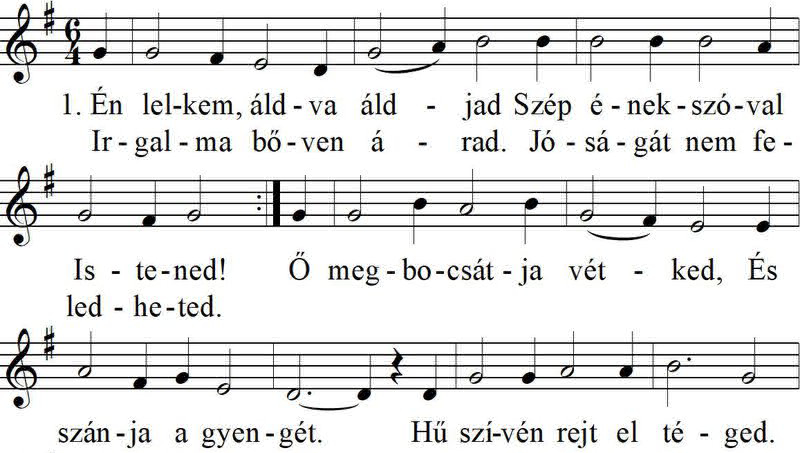 6
4
1. Én lel-kem, áld-va áld - jad Szép é-nek-szó-val
Ir-gal-ma bő-ven á - rad. Jó-sá-gát nem fe-
Is- te-ned! Ő meg-bo-csát-ja vét - ked, És
led-he-ted.
szán-ja a gyen-gét. Hű szí-vén rejt el té- ged.